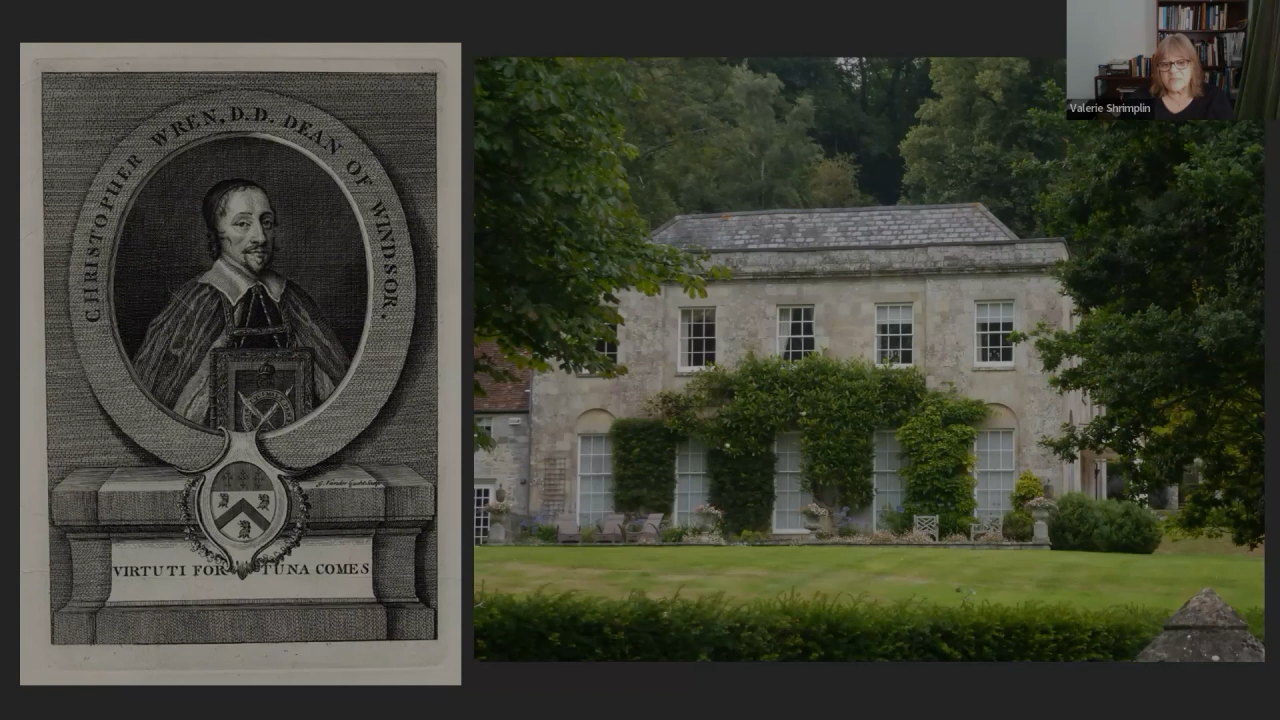 CHRISTOPHER WREN, D.D. DEAN OF WINDSOR.
VIRTUTI FORTUNA COMES
Valerie Shrimplin